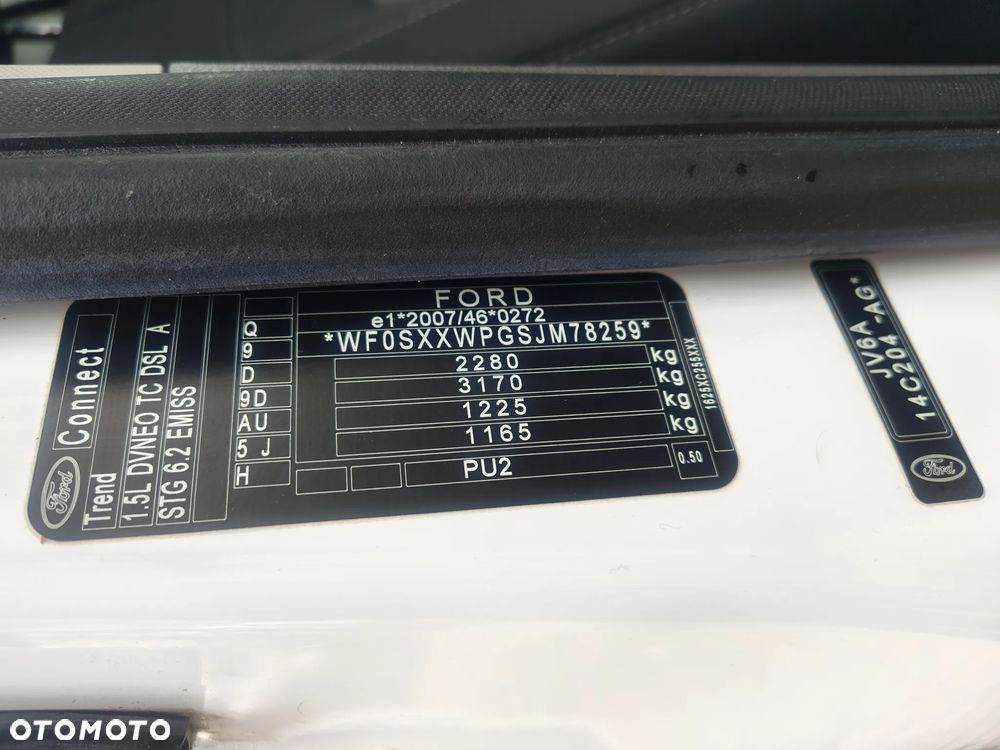 FORD
e1*2007/46*0272
*WF0SXXWPGSJM78259*
2280 kg
3170 kg
1225 kg
1165 kg
PU2
0.50
1625XC255XXX
Q
9
D
9D
AU
5 J
H
Ford
Connect
Trend
1.5L DVNEO TC DSL A
STG 6.2 EMISS
JV6A
14C204-AG*
Ford
OTOMOTO